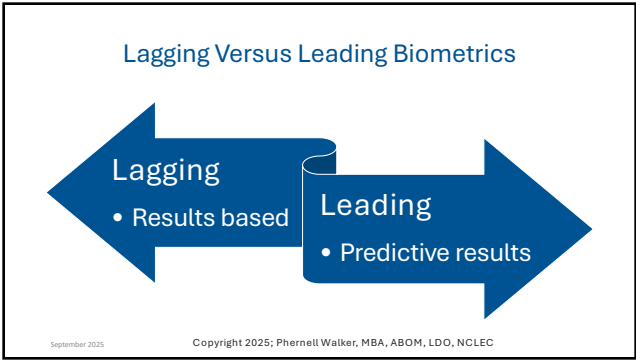 Lagging Versus Leading Biometrics
Lagging
• Results based
Leading
• Predictive results
September 2025
Copyright 2025; Phernell Walker, MBA, ABOM, LDO, NCLEC